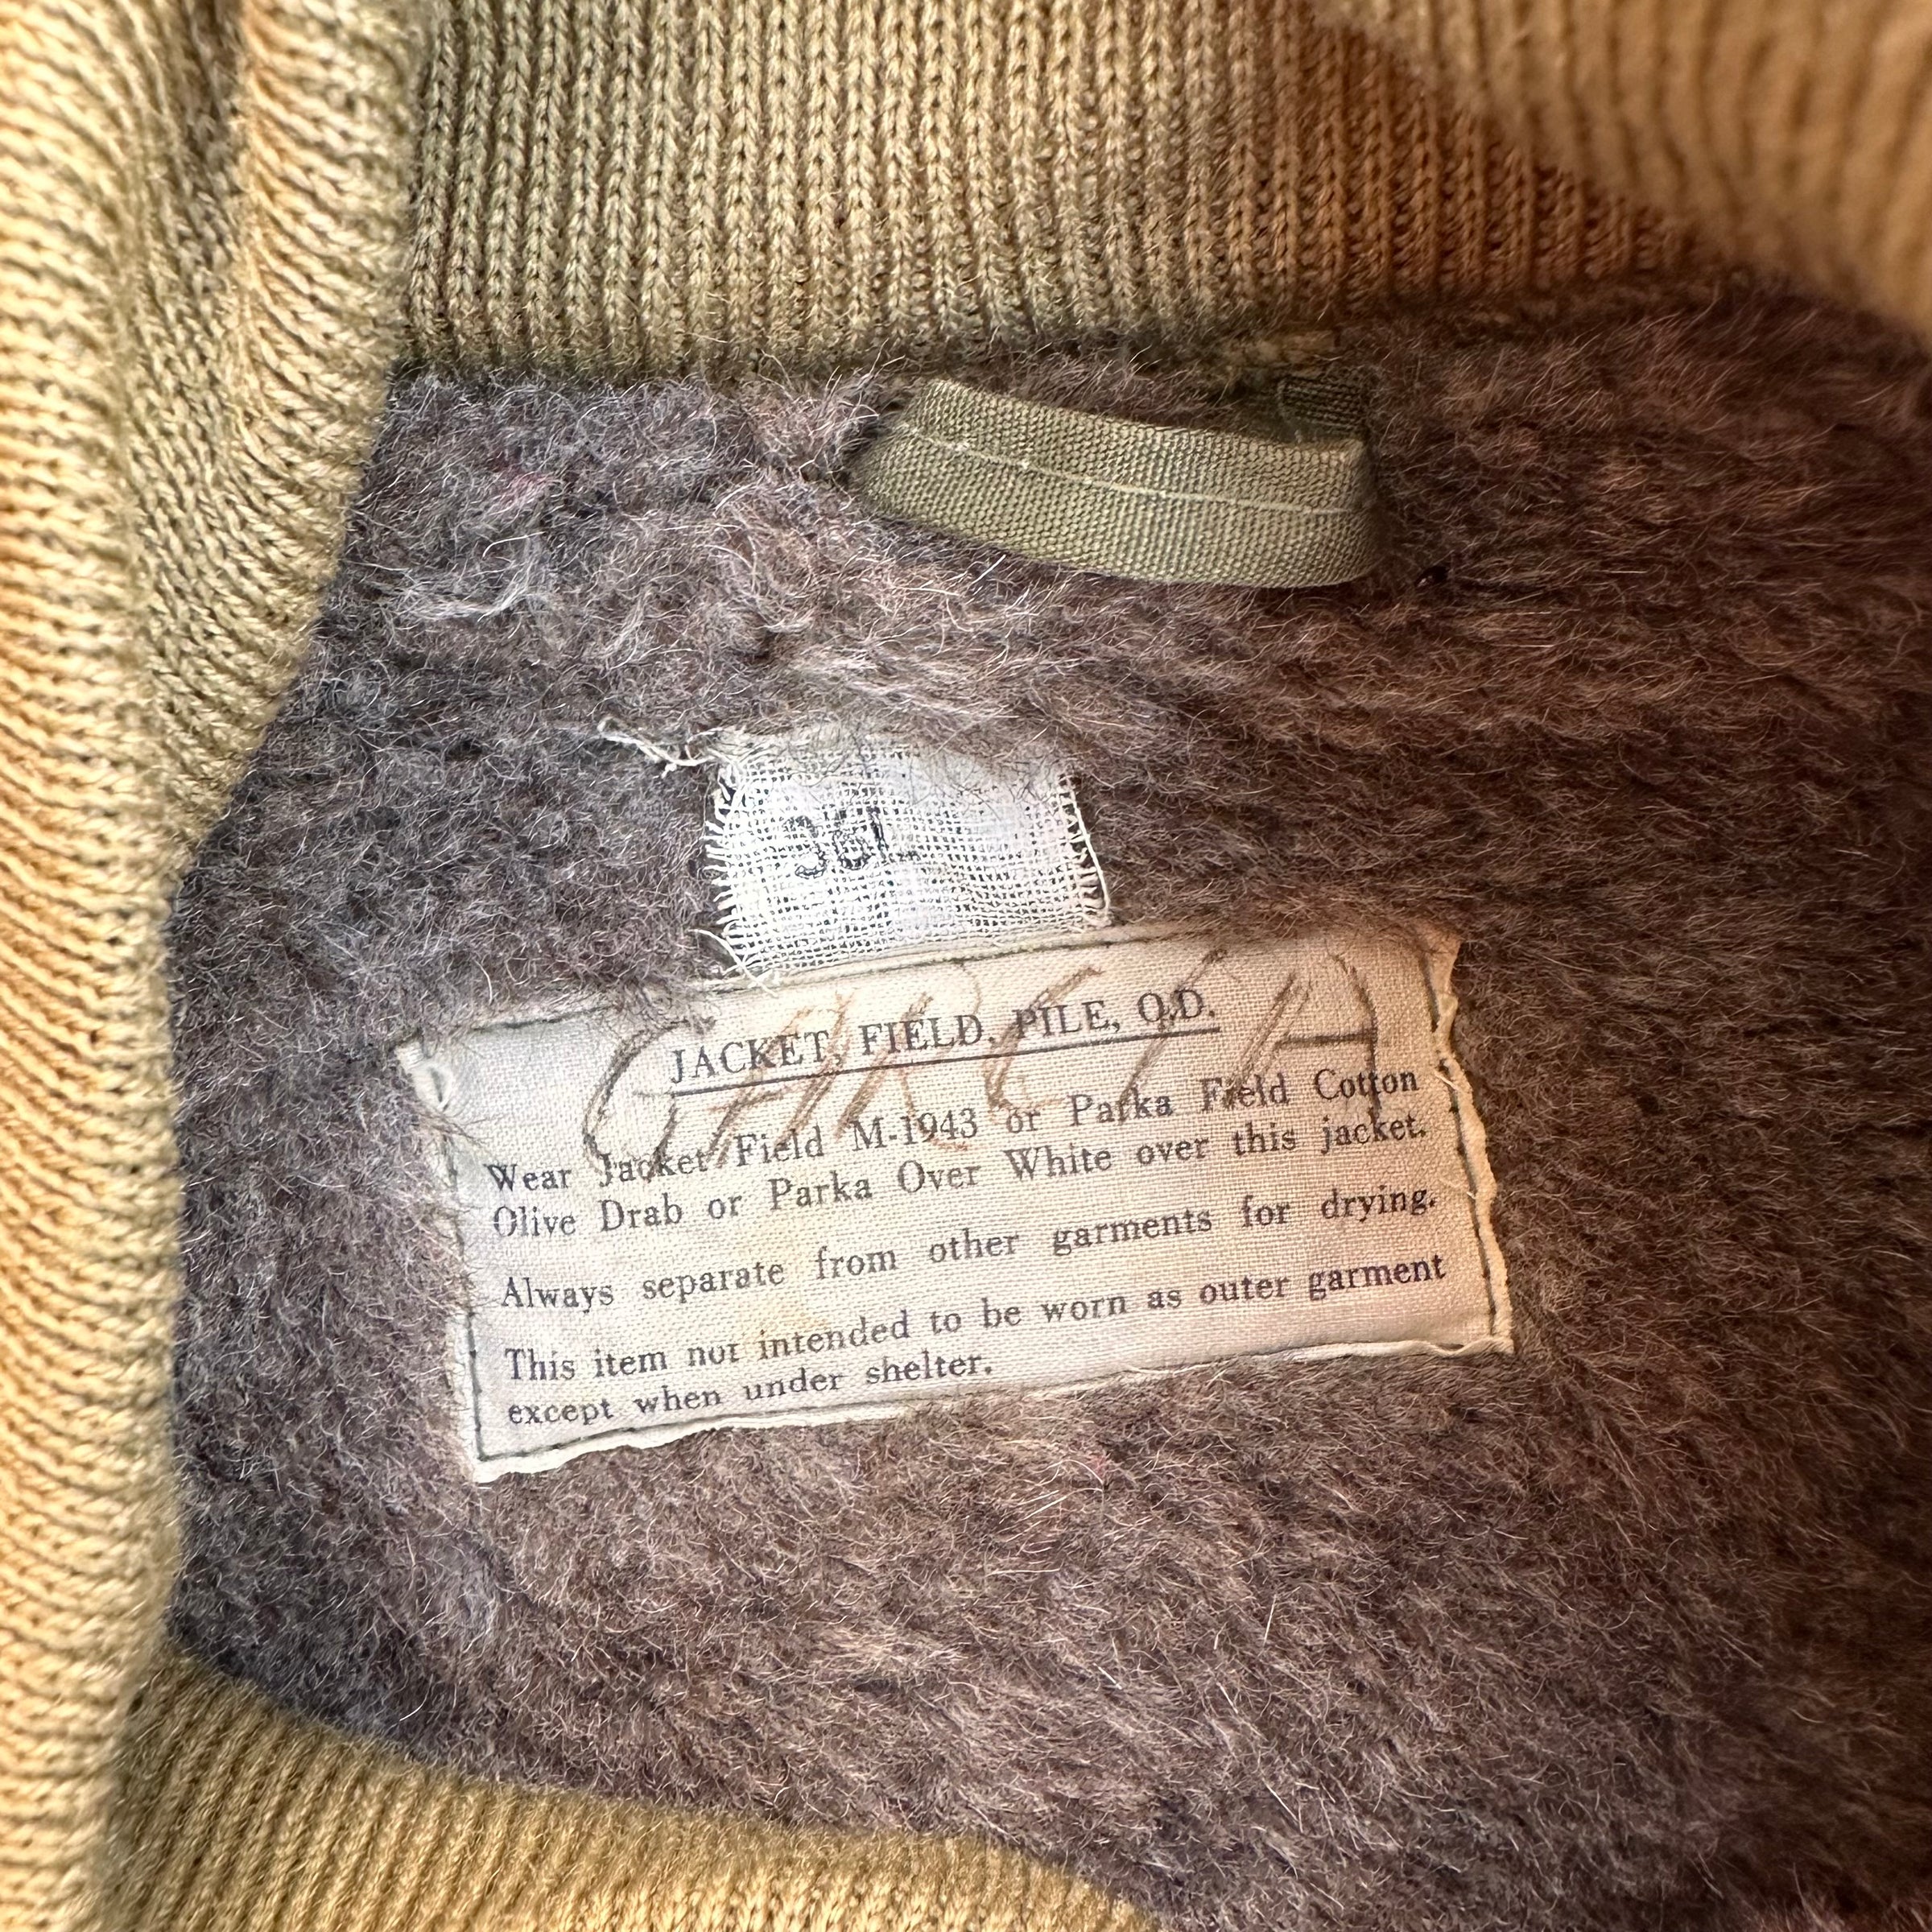 36L
GARCIA
JACKET, FIELD, PILE, O.D.
Wear Jacket Field M-1943 or Parka Field Cotton
Olive Drab or Parka Over White over this jacket.
Always separate from other garments for drying.
This item not intended to be worn as outer garment
except when under shelter.